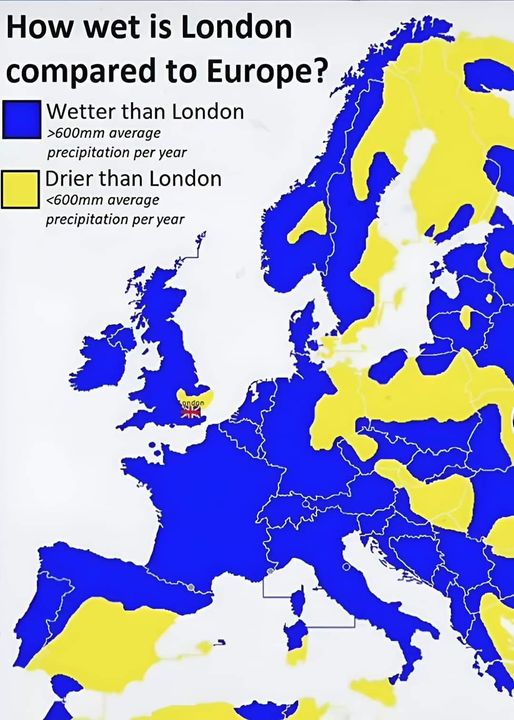 How wet is London
compared to Europe?
Wetter than London
>600mm average
precipitation per year
Drier than London
<600mm average
precipitation per year
London